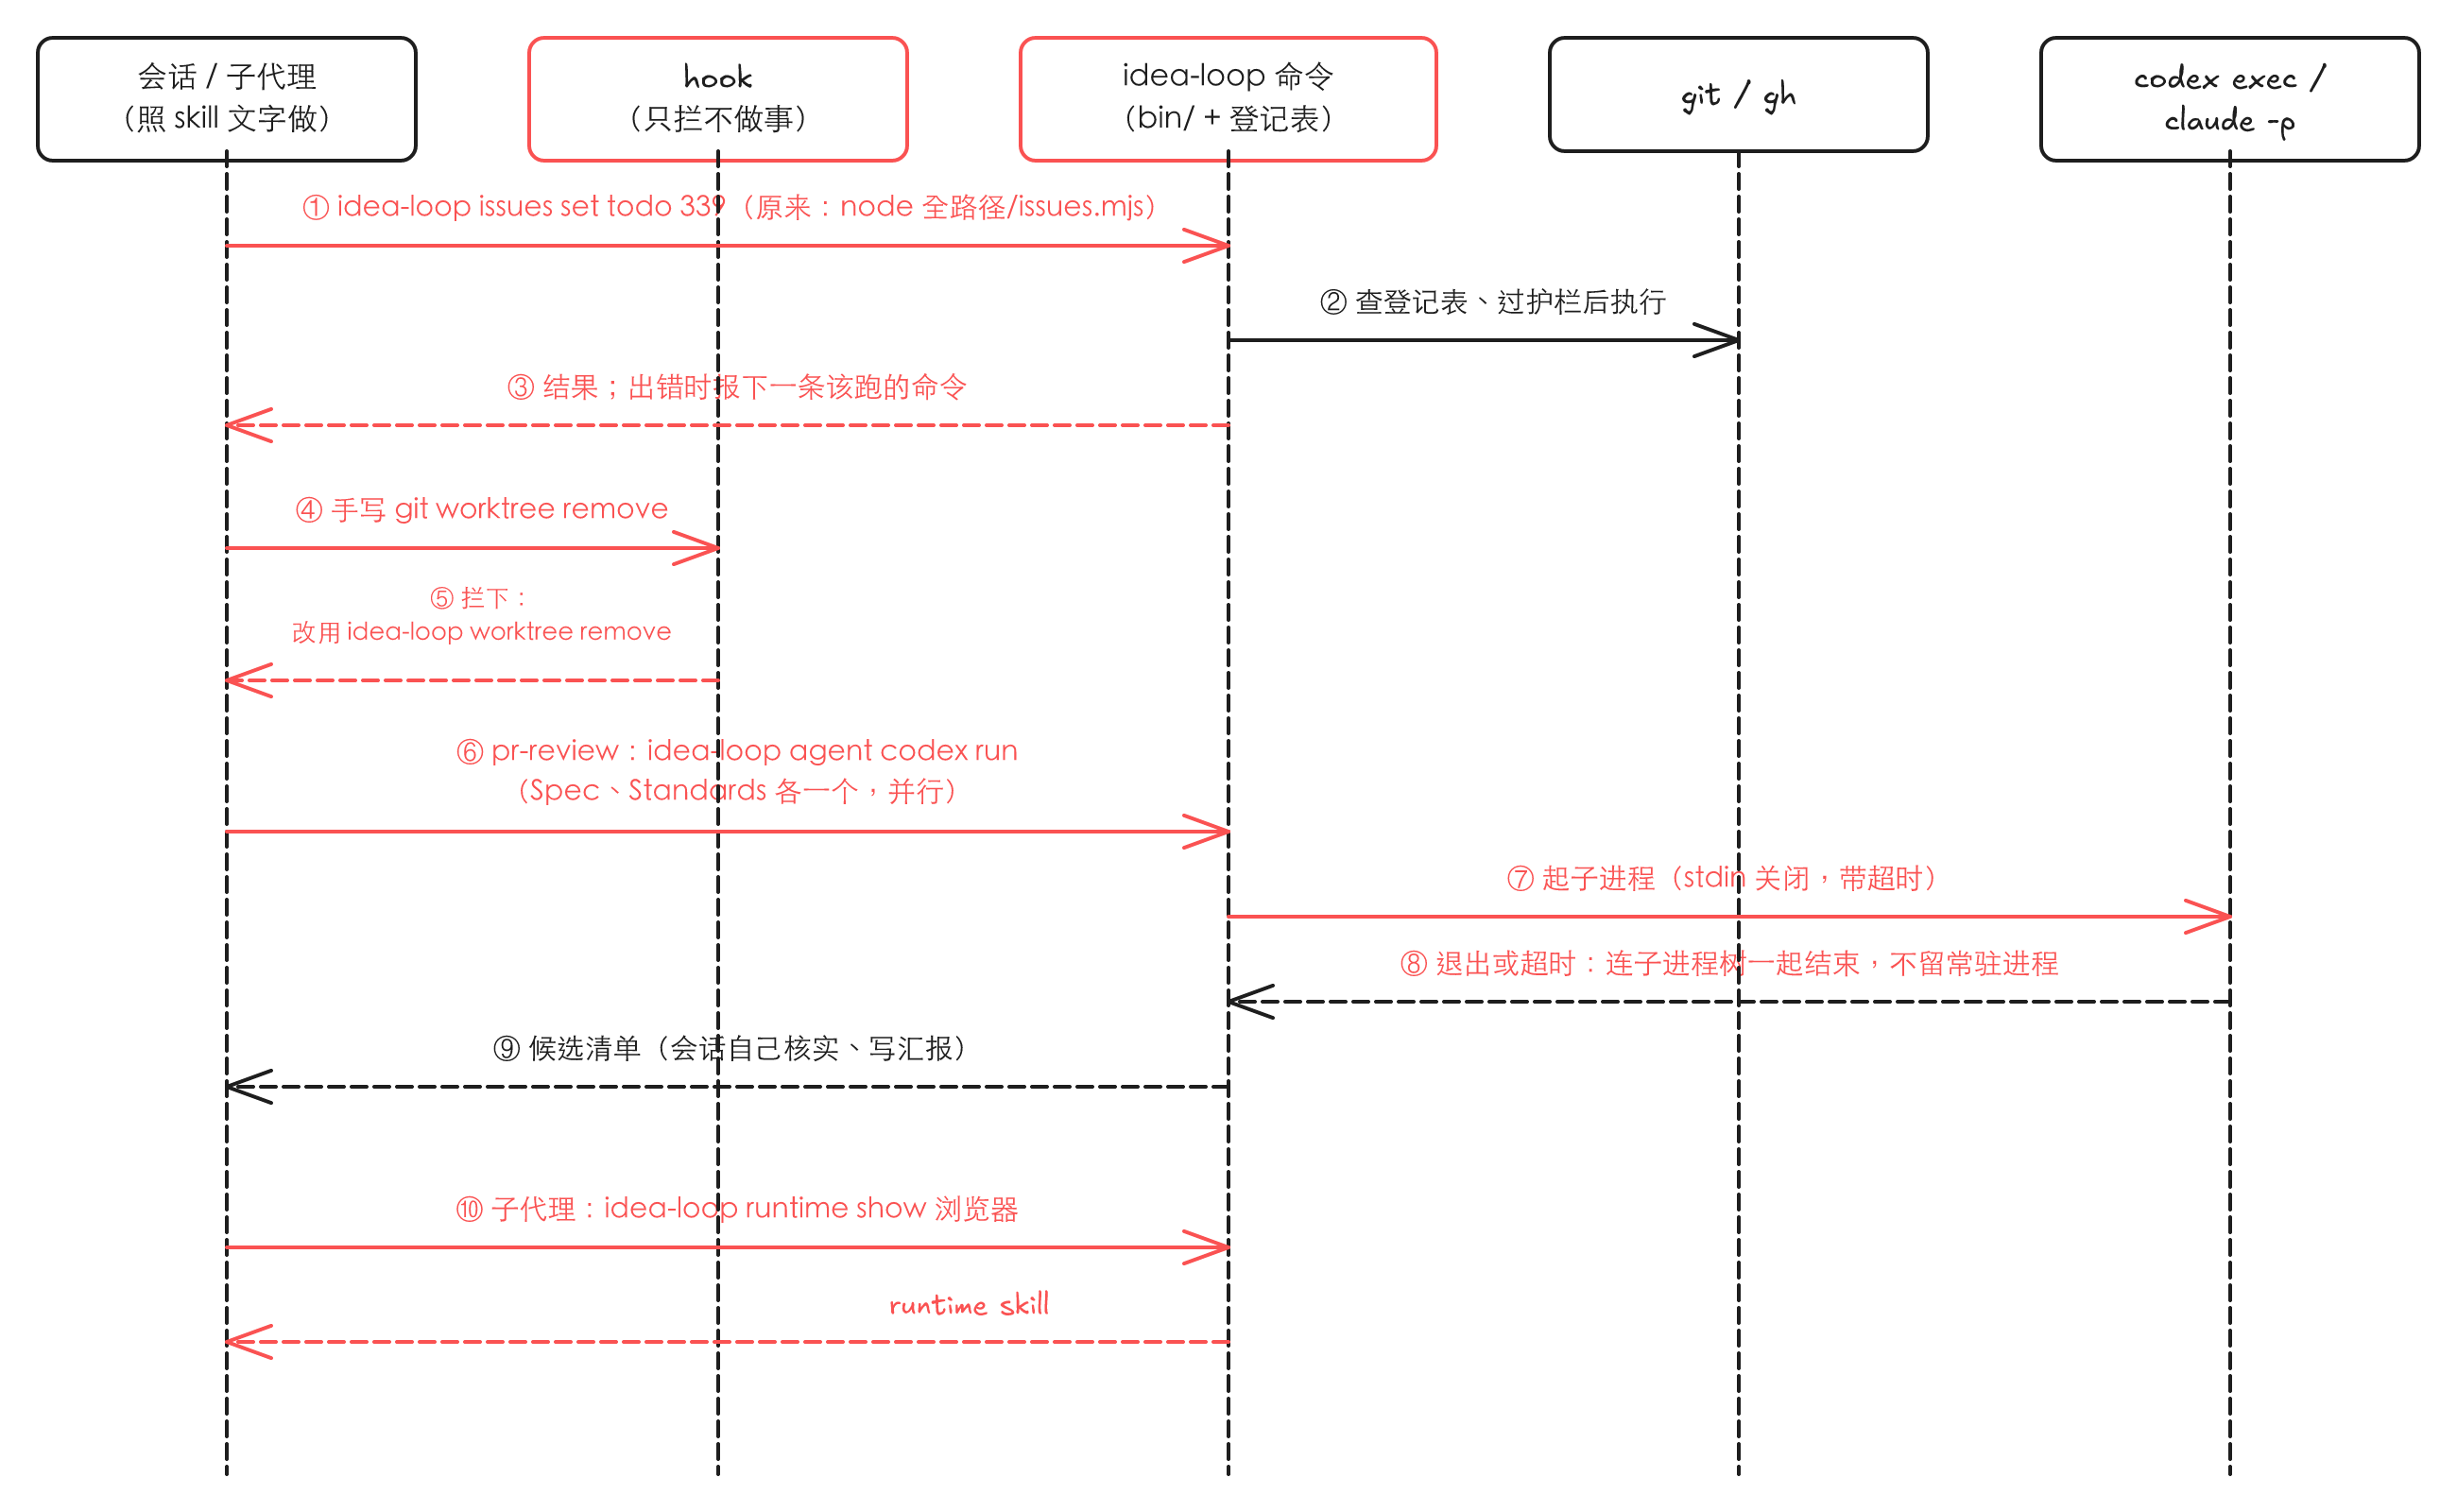 会话 / 子代理
（照 skill 文字做）
hook
（只拦不做事）
idea-loop 命令
（bin/ + 登记表）
git / gh
codex exec /
claude -p
① idea-loop issues set todo 339（原来：node 全路径/issues.mjs）
② 查登记表、过护栏后执行
③ 结果；出错时报下一条该跑的命令
④ 手写 git worktree remove
⑤ 拦下：
改用 idea-loop worktree remove
⑥ pr-review：idea-loop agent codex run
（Spec、Standards 各一个，并行）
⑦ 起子进程（stdin 关闭，带超时）
⑧ 退出或超时：连子进程树一起结束，不留常驻进程
⑨ 候选清单（会话自己核实、写汇报）
⑩ 子代理：idea-loop runtime show 浏览器
runtime skill